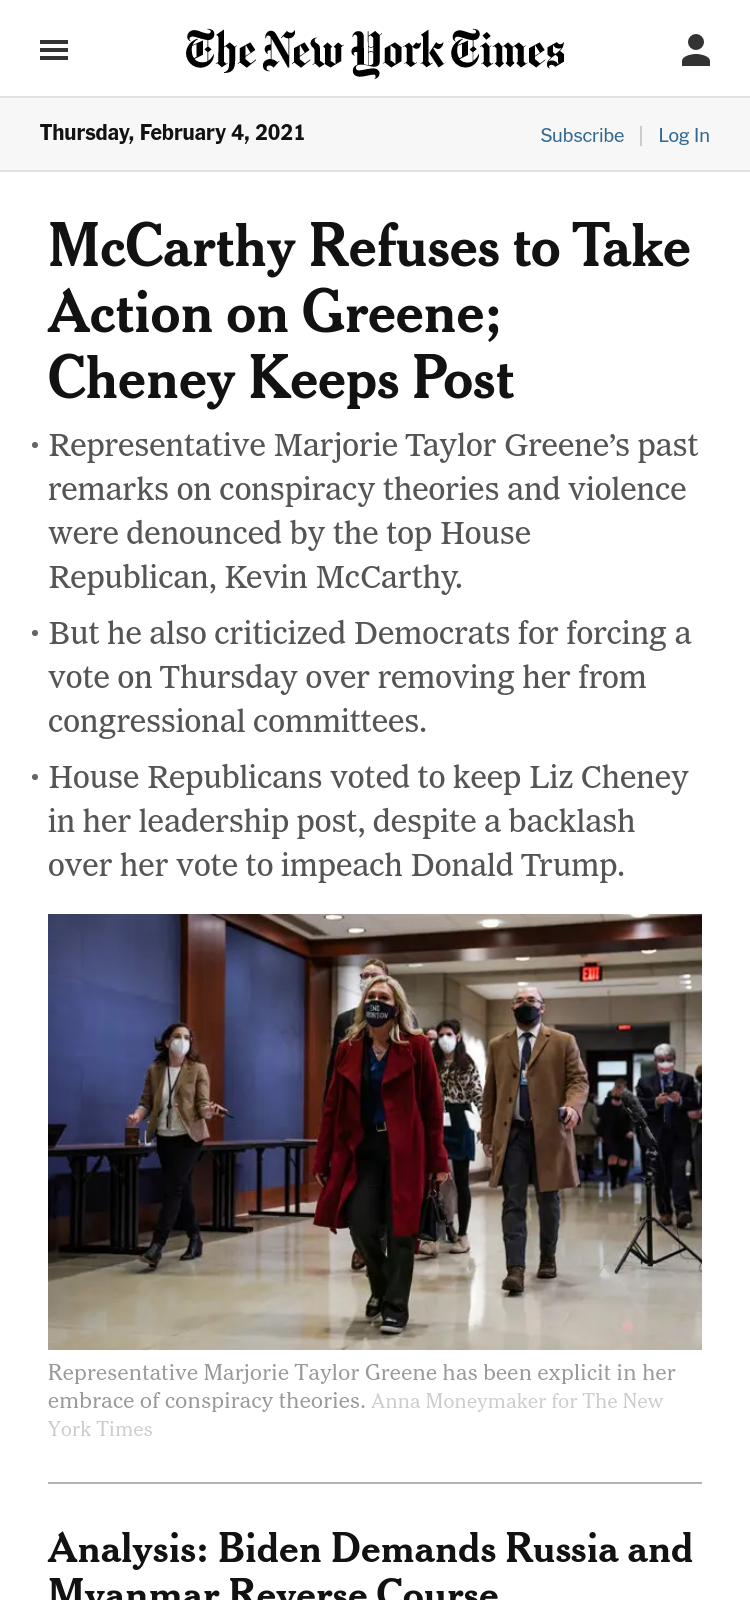 The New York Times
Thursday, February 4, 2021
Subscribe | Log In
McCarthy Refuses to Take
Action on Greene;
Cheney Keeps Post
• Representative Marjorie Taylor Greene’s past
remarks on conspiracy theories and violence
were denounced by the top House
Republican, Kevin McCarthy.
• But he also criticized Democrats for forcing a
vote on Thursday over removing her from
congressional committees.
• House Republicans voted to keep Liz Cheney
in her leadership post, despite a backlash
over her vote to impeach Donald Trump.
EXIT
Representative Marjorie Taylor Greene has been explicit in her
embrace of conspiracy theories. Anna Moneymaker for The New
York Times
Analysis: Biden Demands Russia and
Myanmar Reverse Course